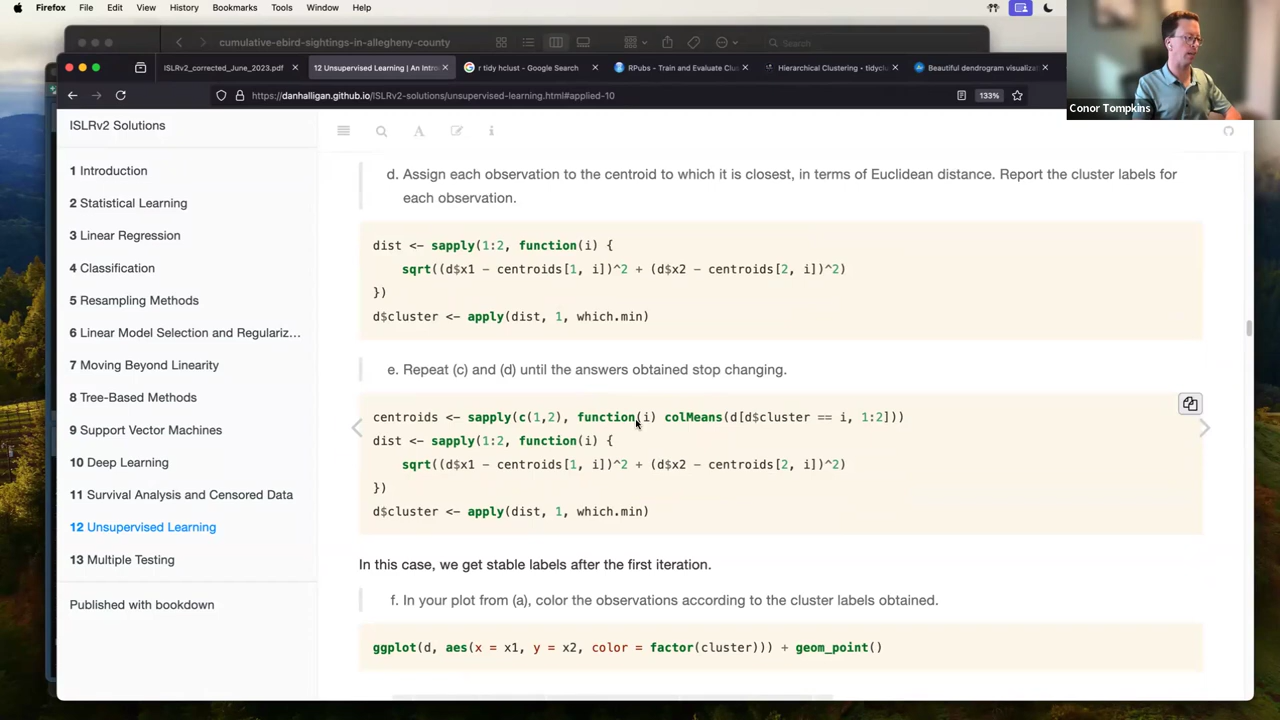 Firefox File Edit View History Bookmarks Tools Window Help
cumulative-ebird-sightings-in-allegheny-county
Search
ISLRv2_corrected_June_2023.pdf
12 Unsupervised Learning | An Intro
r tidy hclust - Google Search
RPubs - Train and Evaluate Clu
Hierarchical Clustering • tidyc
Beautiful dendrogram visualiza
https://danhalligan.github.io/ISLRv2-solutions/unsupervised-learning.html#applied-10
133%
Conor Tompkins
ISLRv2 Solutions
1 Introduction
2 Statistical Learning
3 Linear Regression
4 Classification
5 Resampling Methods
6 Linear Model Selection and Regulariz…
7 Moving Beyond Linearity
8 Tree-Based Methods
9 Support Vector Machines
10 Deep Learning
11 Survival Analysis and Censored Data
12 Unsupervised Learning
13 Multiple Testing
Published with bookdown
d. Assign each observation to the centroid to which it is closest, in terms of Euclidean distance. Report the cluster labels for
each observation.
dist <- sapply(1:2, function(i) {
sqrt((d$x1 - centroids[1, i])^2 + (d$x2 - centroids[2, i])^2)
})
d$cluster <- apply(dist, 1, which.min)
e. Repeat (c) and (d) until the answers obtained stop changing.
centroids <- sapply(c(1,2), function(i) colMeans(d[d$cluster == i, 1:2]))
dist <- sapply(1:2, function(i) {
sqrt((d$x1 - centroids[1, i])^2 + (d$x2 - centroids[2, i])^2)
})
d$cluster <- apply(dist, 1, which.min)
In this case, we get stable labels after the first iteration.
f. In your plot from (a), color the observations according to the cluster labels obtained.
ggplot(d, aes(x = x1, y = x2, color = factor(cluster))) + geom_point()